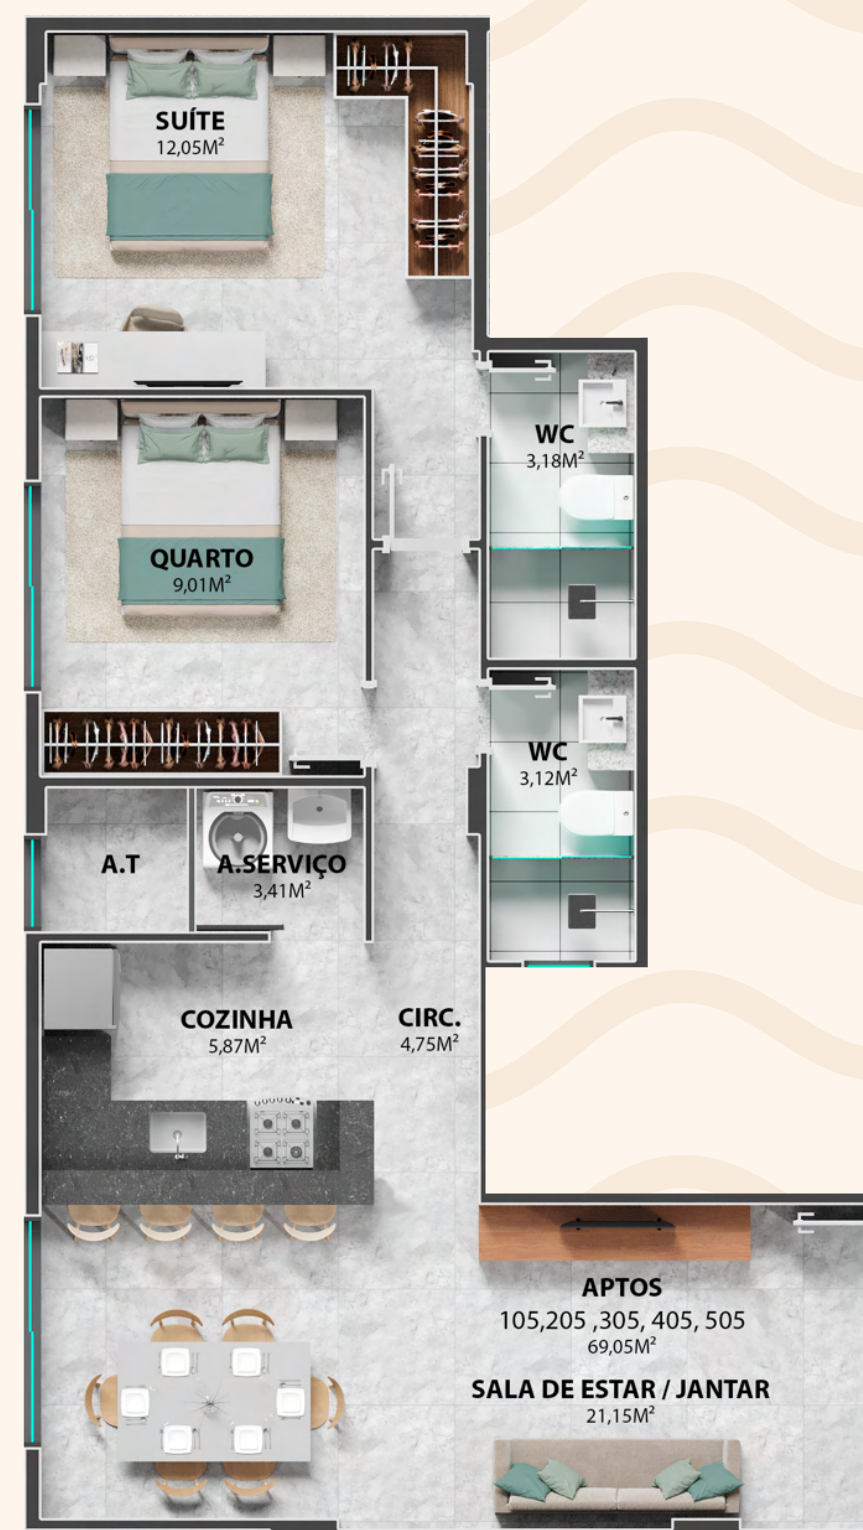 SUÍTE
12,05M²
WC
3,18M²
QUARTO
9,01M²
WC
3,12M²
A.T
A.SERVIÇO
3,41M²
COZINHA
5,87M²
CIRC.
4,75M²
APTOS
105,205 ,305, 405, 505
69,05M²
SALA DE ESTAR / JANTAR
21,15M²